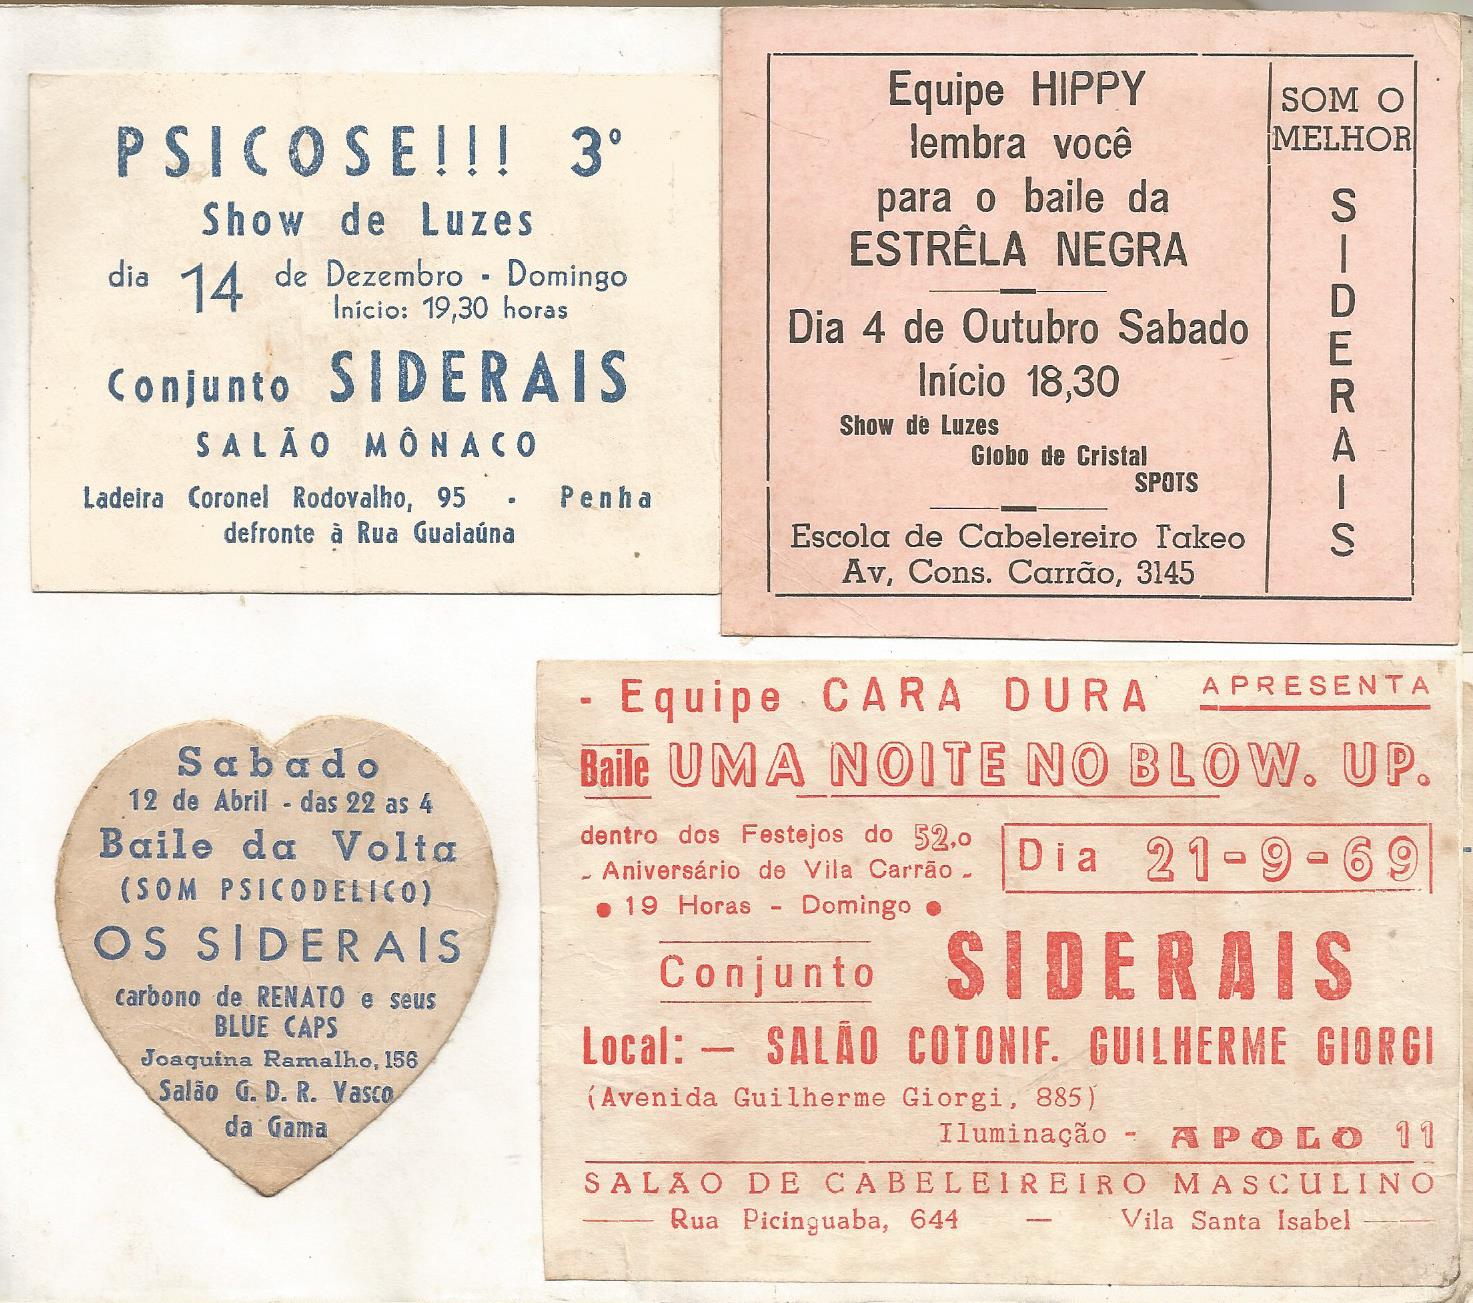 PSICOSE!!! 3º
Show de Luzes
dia 14 de Dezembro - Domingo
Início: 19,30 horas
Conjunto SIDERAIS
SALÃO MÔNACO
Ladeira Coronel Rodovalho, 95 - Penha
defronte à Rua Guaiaúna
Equipe HIPPY
lembra você
para o baile da
ESTRÊLA NEGRA
Dia 4 de Outubro Sabado
Início 18,30
Show de Luzes
Globo de Cristal
SPOTS
Escola de Cabelereiro Takeo
Av, Cons. Carrão, 3145
SOM O
MELHOR
SIDERAIS
Sabado
12 de Abril - das 22 as 4
Baile da Volta
(SOM PSICODELICO)
OS SIDERAIS
carbono de RENATO e seus
BLUE CAPS
Joaquina Ramalho, 156
Salão G. D. R. Vasco
da Gama
- Equipe CARA DURA APRESENTA
Baile UMA NOITE NO BLOW. UP.
dentro dos Festejos do 52.o
- Aniversário de Vila Carrão -
● 19 Horas - Domingo ●
Dia 21-9-69
Conjunto SIDERAIS
Local: — SALÃO COTONIF. GUILHERME GIORGI
(Avenida Guilherme Giorgi, 885)
Iluminação - APOLO 11
SALÃO DE CABELEIREIRO MASCULINO
— Rua Picinguaba, 644 — Vila Santa Isabel —